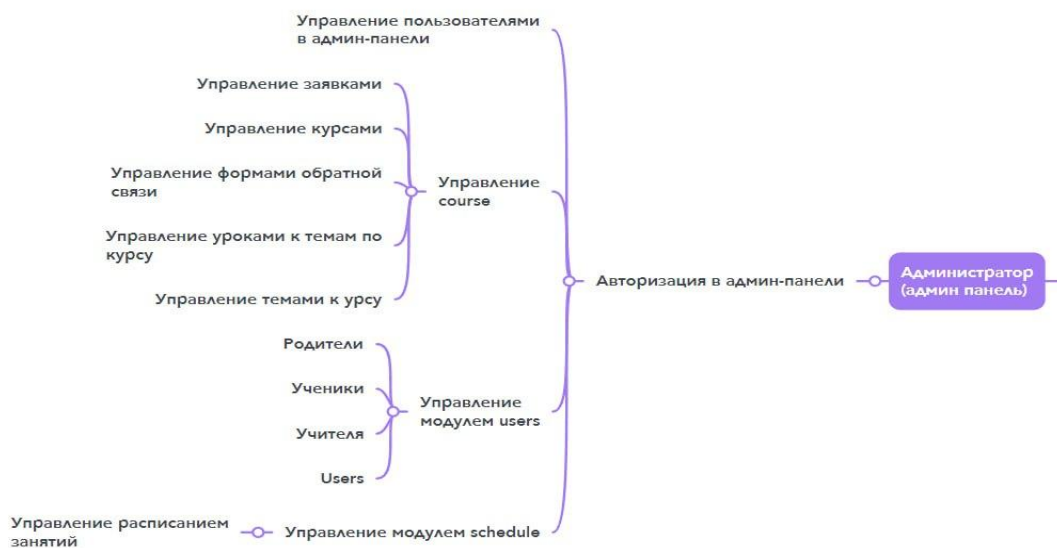 Управление пользователями
в админ-панели
Управление заявками
Управление курсами
Управление формами обратной
связи
Управление уроками к темам по
курсу
Управление темами к урсу
Управление
course
Авторизация в админ-панели
Администратор
(админ панель)
Родители
Ученики
Учителя
Users
Управление
модулем users
Управление расписанием
занятий
Управление модулем schedule